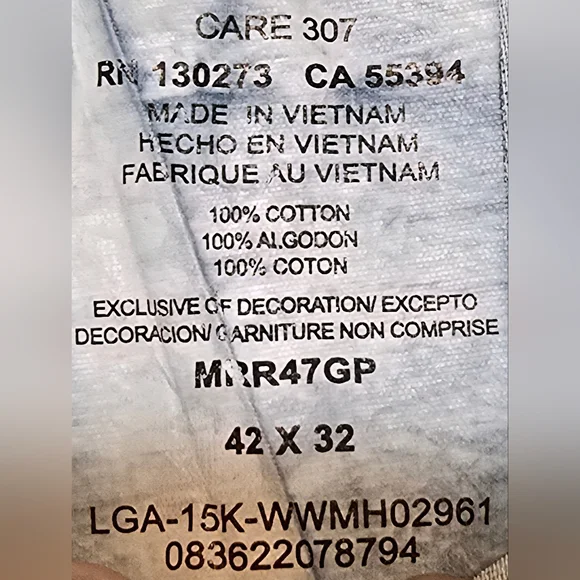 CARE 307
RN 130273 CA 55394
MADE IN VIETNAM
HECHO EN VIETNAM
FABRIQUE AU VIETNAM
100% COTTON
100% ALGODON
100% COTON
EXCLUSIVE OF DECORATION/ EXCEPTO
DECORACION/ GARNITURE NON COMPRISE
MRR47GP
42 X 32
LGA-15K-WWMH02961
083622078794